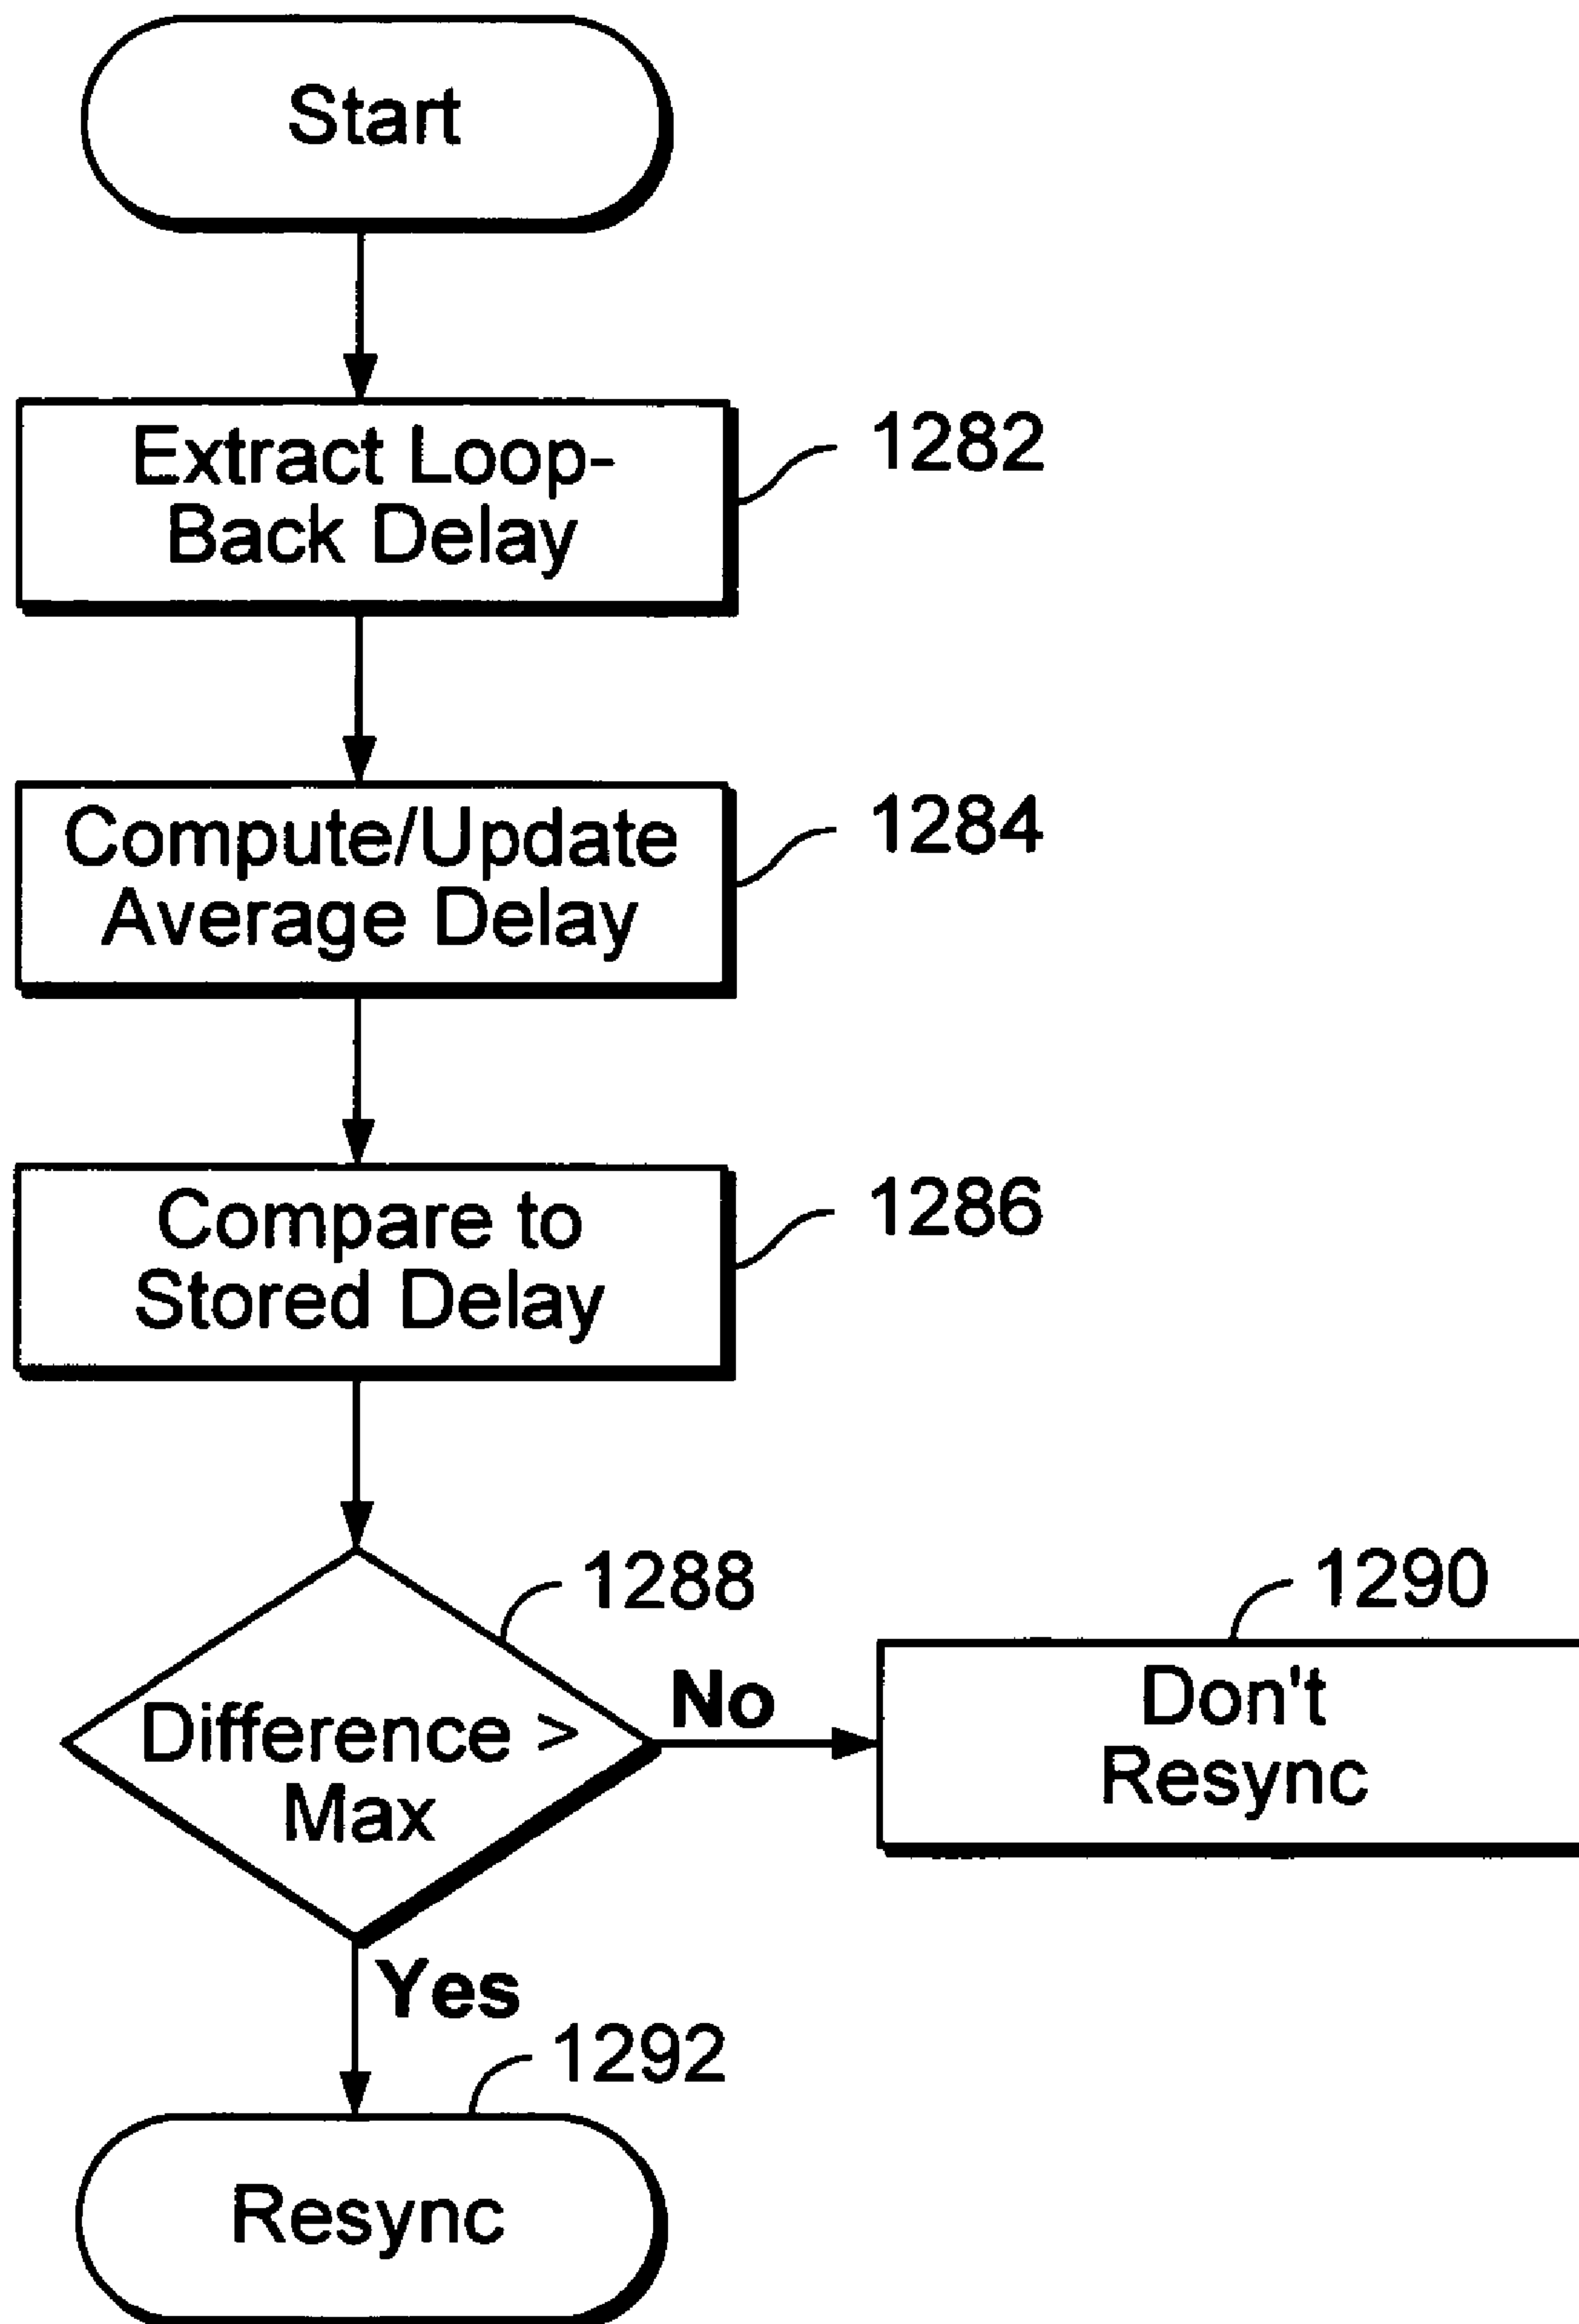 Start
Extract Loop-
Back Delay
1282
Compute/Update
Average Delay
1284
Compare to
Stored Delay
1286
1288
Difference >
Max
No
1290
Don't
Resync
Yes
1292
Resync